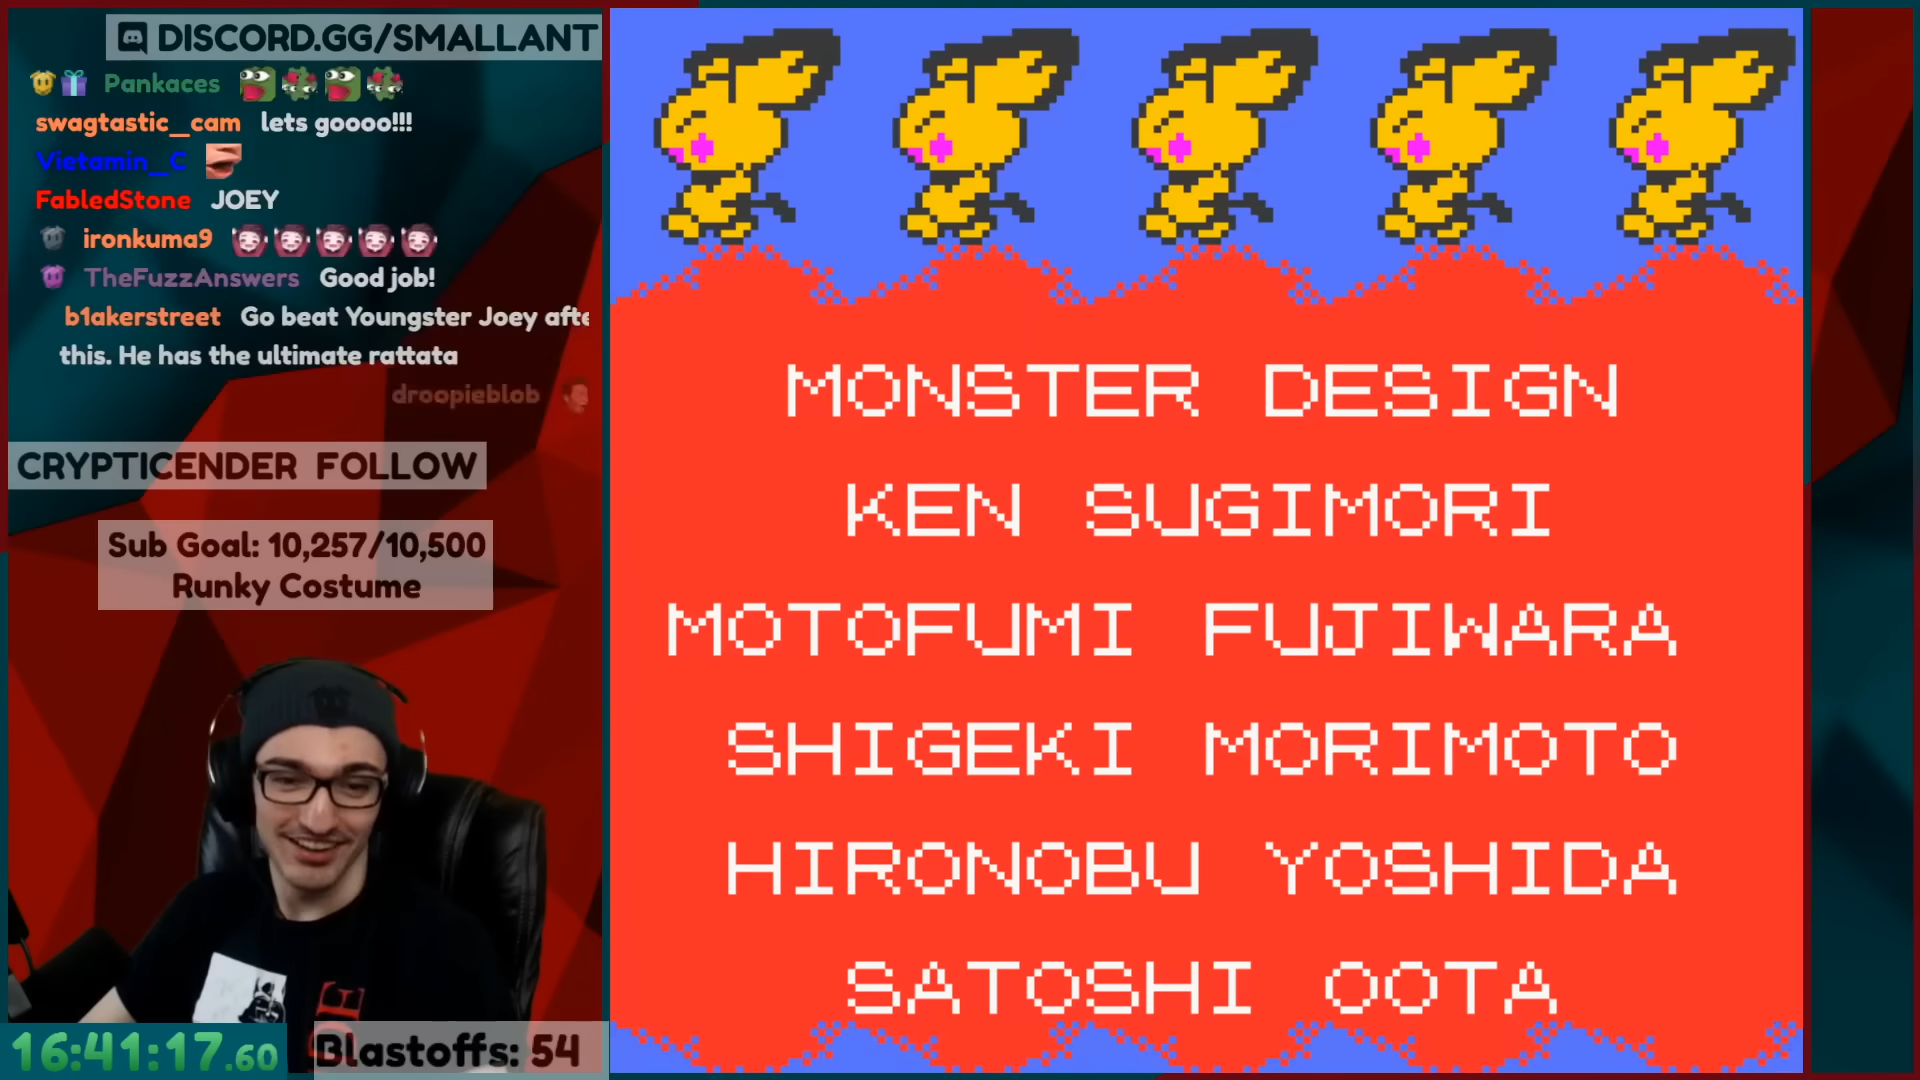 DISCORD.GG/SMALLANT
Pankaces
swagtastic_cam lets goooo!!!
Vietamin_C
FabledStone JOEY
ironkuma9
TheFuzzAnswers Good job!
b1akerstreet Go beat Youngster Joey afte
this. He has the ultimate rattata
droopieblob
CRYPTICENDER FOLLOW
Sub Goal: 10,257/10,500
Runky Costume
16:41:17.60
Blastoffs: 54
MONSTER DESIGN
KEN SUGIMORI
MOTOFUMI FUJIWARA
SHIGEKI MORIMOTO
HIRONOBU YOSHIDA
SATOSHI OOTA